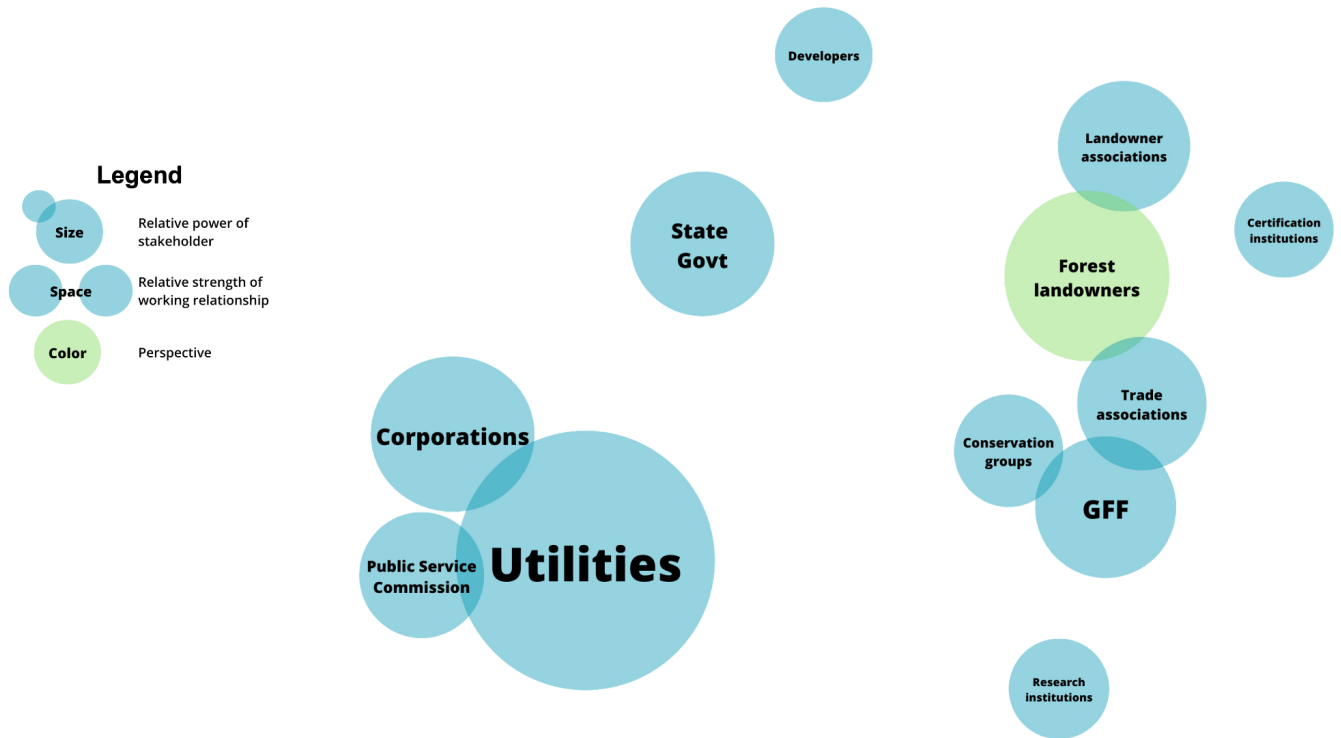 Legend
Size
Relative power of
stakeholder
Space
Relative strength of
working relationship
Color
Perspective
Developers
Landowner
associations
State
Govt
Certification
institutions
Forest
landowners
Corporations
Trade
associations
Conservation
groups
GFF
Public Service
Commission
Utilities
Research
institutions